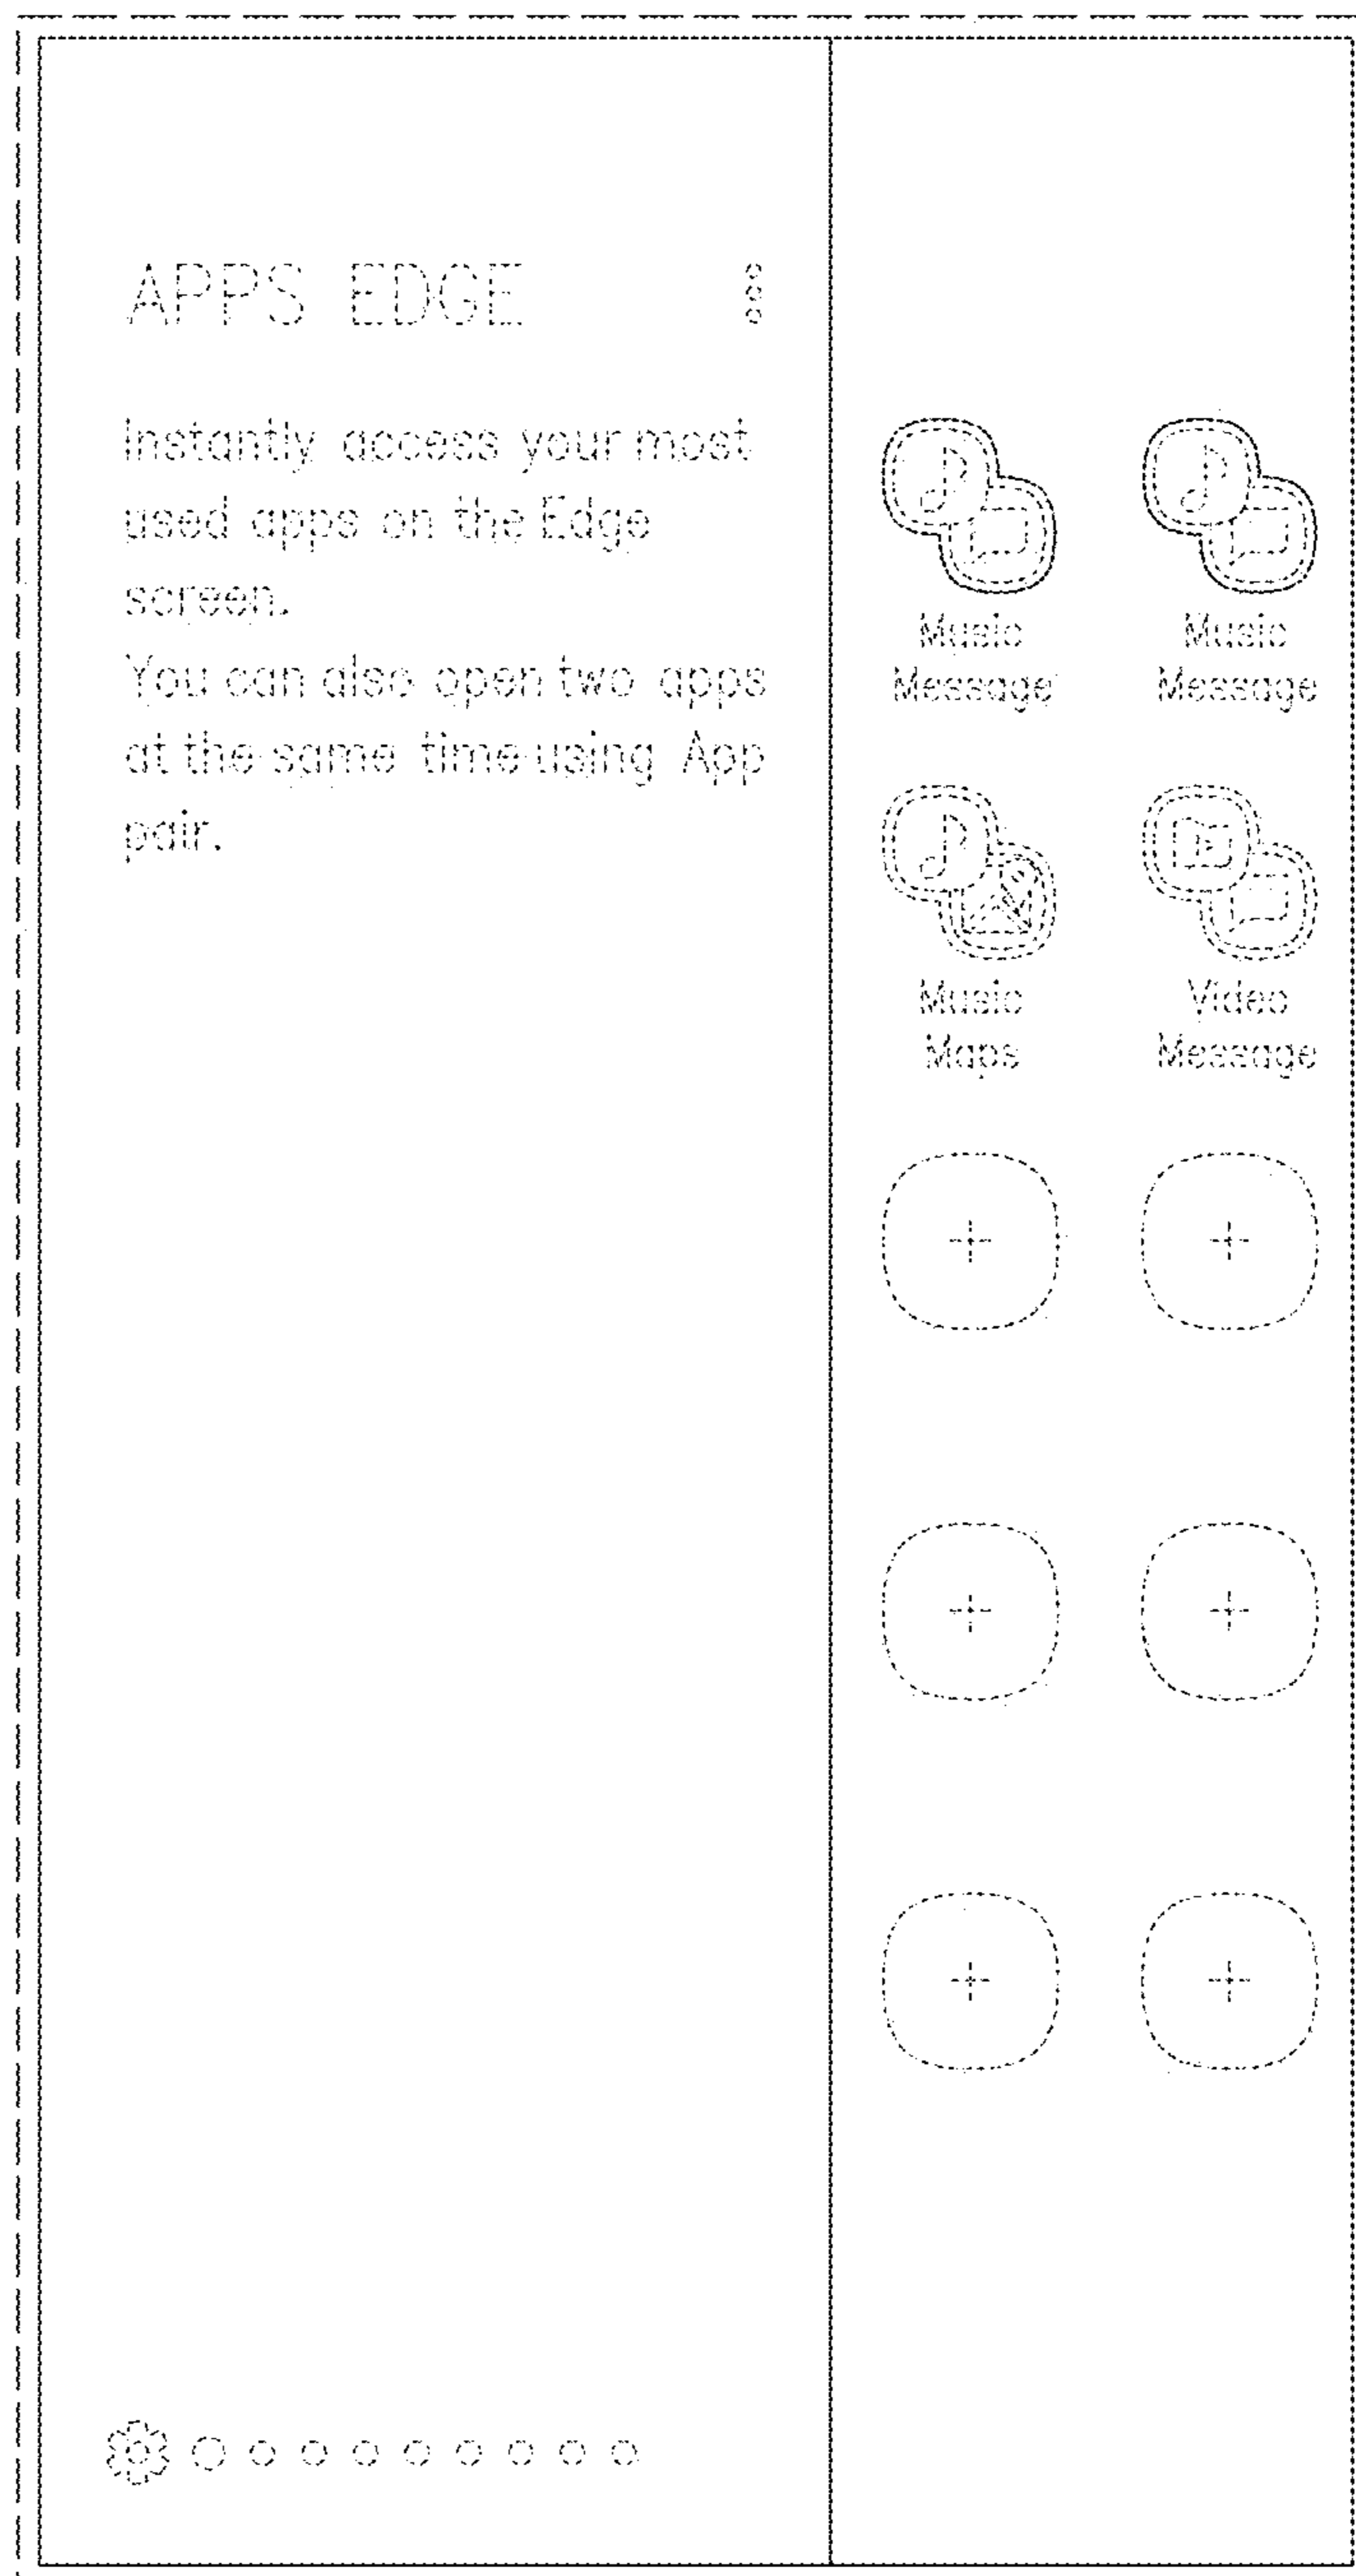 APPS EDGE
Instantly access your most
used apps on the Edge
screen.
You can also open two apps
at the same time using App
pair.
Music Music
Message Message
Music Video
Maps Message